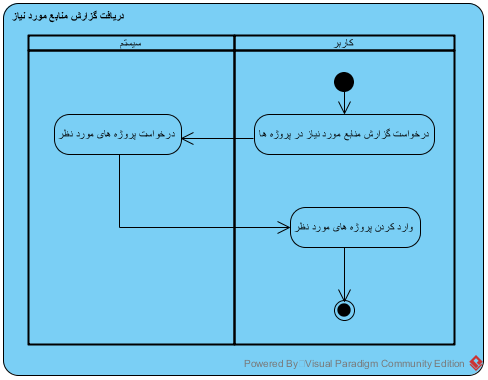 دریافت گزارش منابع مورد نیاز
کاربر
سیستم
درخواست گزارش منابع مورد نیاز در پروژه ها
درخواست پروژه های مورد نظر
وارد کردن پروژه های مورد نظر
Powered By Visual Paradigm Community Edition